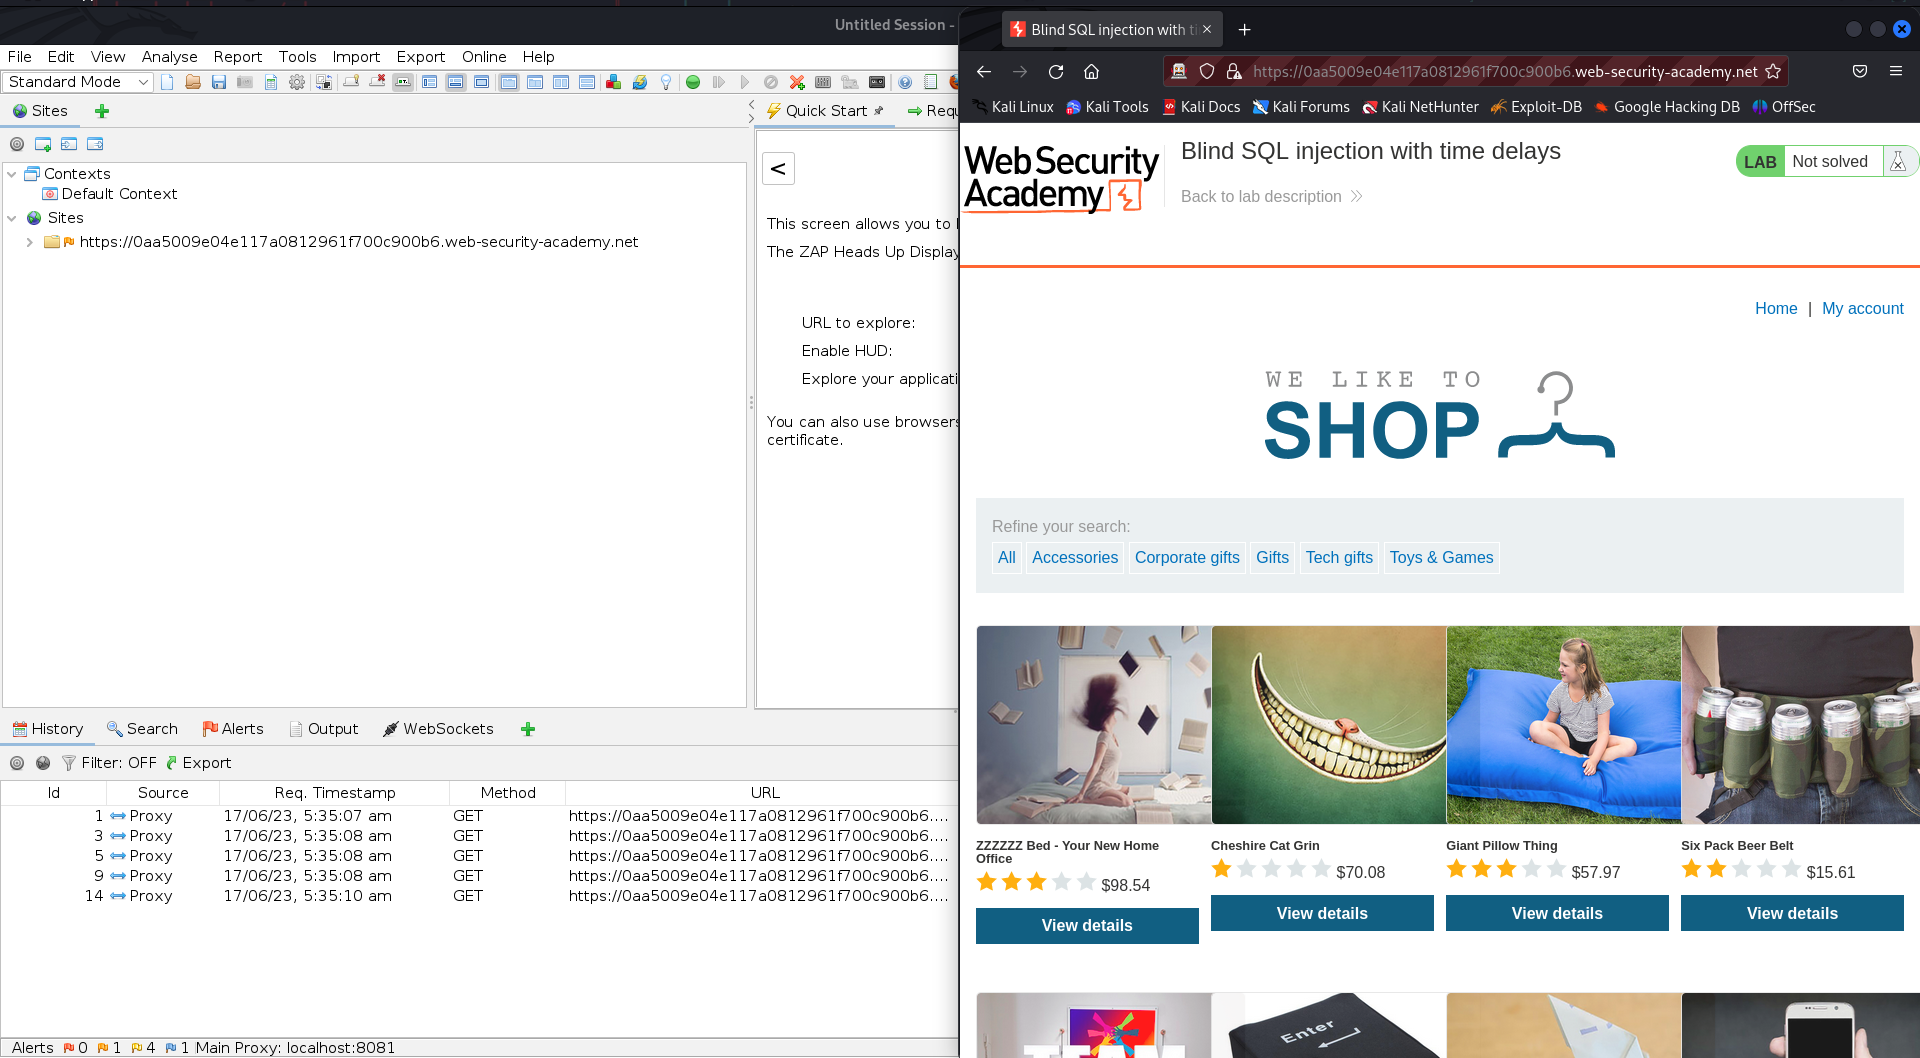 Untitled Session -
File Edit View Analyse Report Tools Import Export Online Help
Standard Mode
Sites
Quick Start
Requ
Contexts
Default Context
Sites
https://0aa5009e04e117a0812961f700c900b6.web-security-academy.net
<
This screen allows you to
The ZAP Heads Up Display
URL to explore:
Enable HUD:
Explore your applicati
You can also use browsers
certificate.
History Search Alerts Output WebSockets
Filter: OFF Export
Id Source Req. Timestamp Method URL
1 Proxy 17/06/23, 5:35:07 am GET https://0aa5009e04e117a0812961f700c900b6....
3 Proxy 17/06/23, 5:35:08 am GET https://0aa5009e04e117a0812961f700c900b6....
5 Proxy 17/06/23, 5:35:08 am GET https://0aa5009e04e117a0812961f700c900b6....
9 Proxy 17/06/23, 5:35:08 am GET https://0aa5009e04e117a0812961f700c900b6....
14 Proxy 17/06/23, 5:35:10 am GET https://0aa5009e04e117a0812961f700c900b6....
Alerts 0 1 4 1 Main Proxy: localhost:8081
Blind SQL injection with ti
https://0aa5009e04e117a0812961f700c900b6.web-security-academy.net
Kali Linux Kali Tools Kali Docs Kali Forums Kali NetHunter Exploit-DB Google Hacking DB OffSec
Web Security
Academy
Blind SQL injection with time delays
Back to lab description
LAB Not solved
Home | My account
WE LIKE TO
SHOP
Refine your search:
All Accessories Corporate gifts Gifts Tech gifts Toys & Games
ZZZZZZ Bed - Your New Home
Office
$98.54
View details
Cheshire Cat Grin
$70.08
View details
Giant Pillow Thing
$57.97
View details
Six Pack Beer Belt
$15.61
View details
Enter